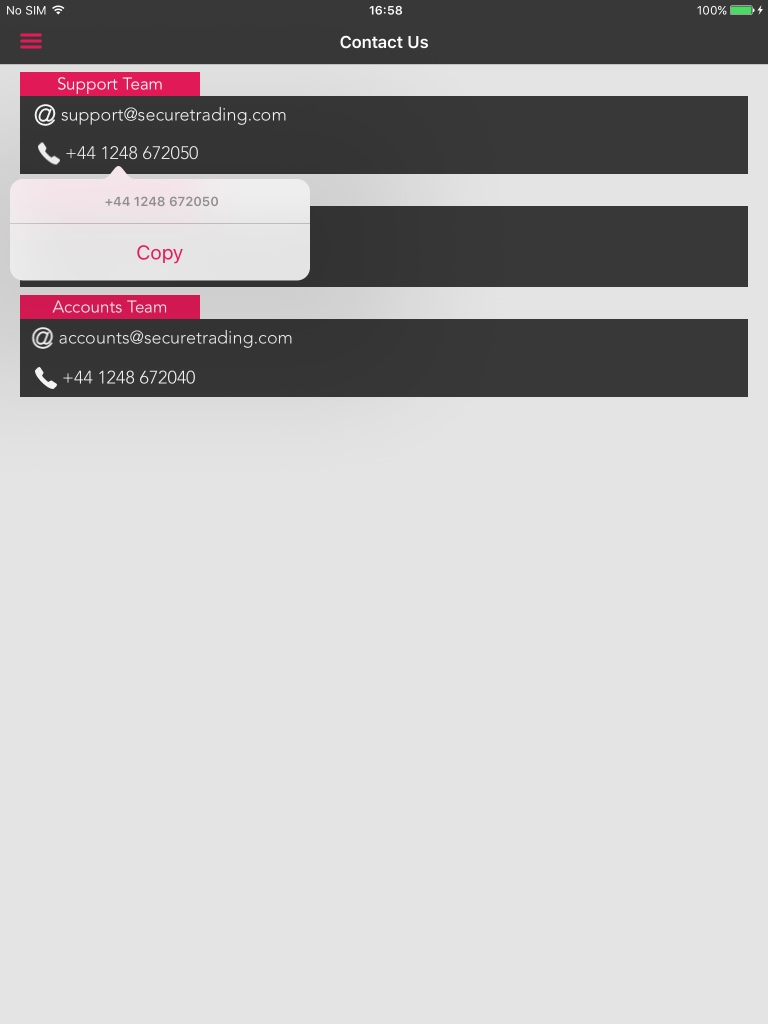 No SIM 16:58 100%
Contact Us
Support Team
@ support@securetrading.com
+44 1248 672050
+44 1248 672050
Copy
Accounts Team
@ accounts@securetrading.com
+44 1248 672040